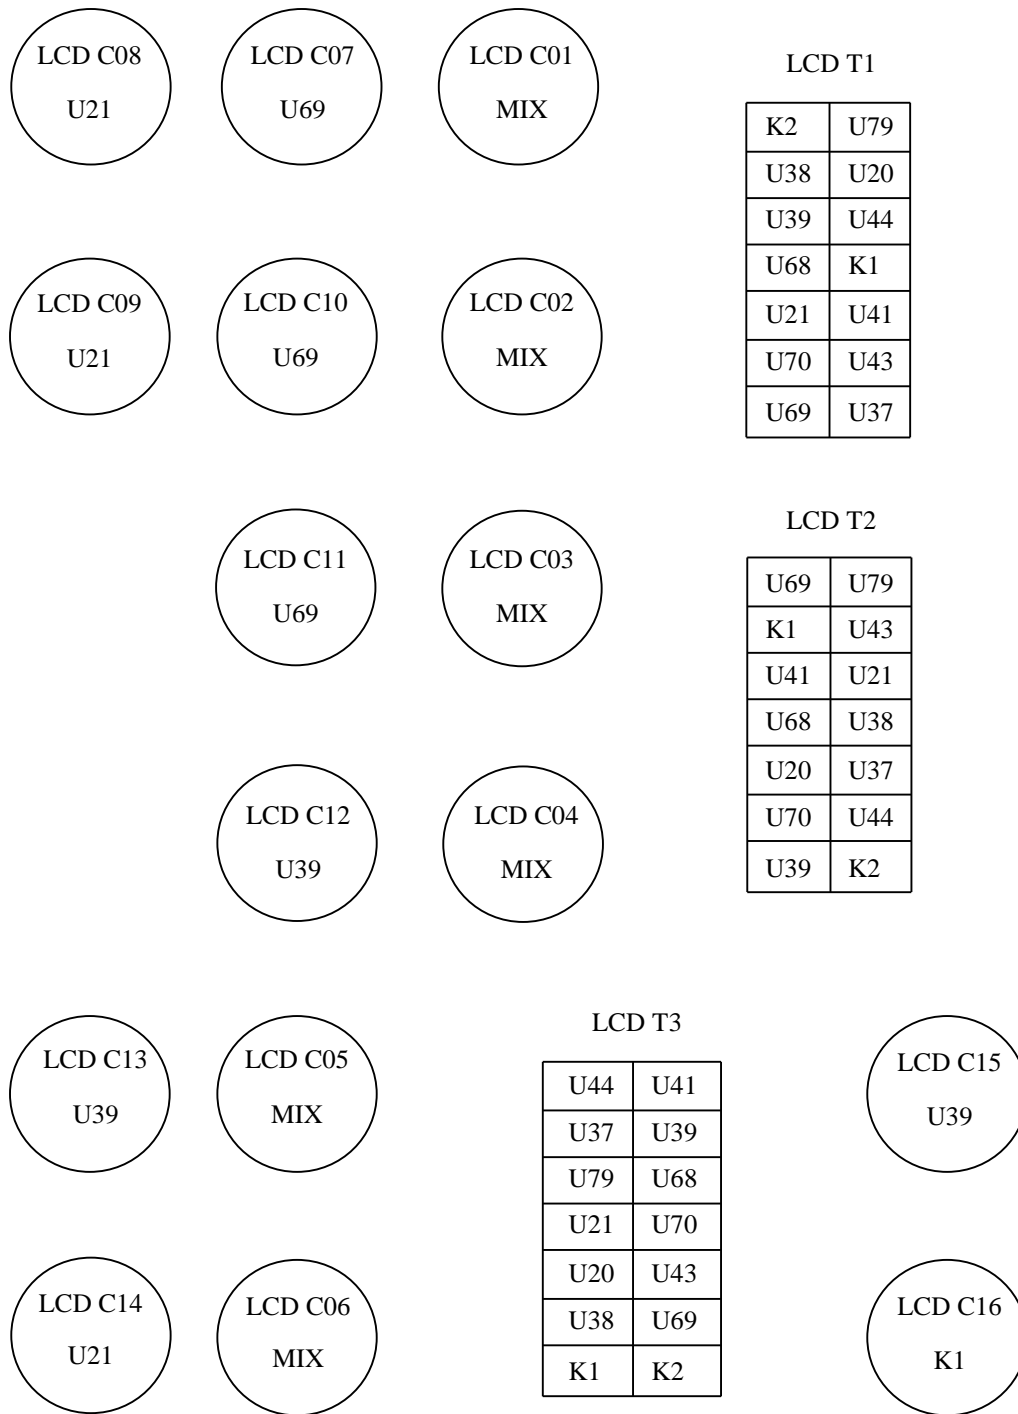 LCD C08
U21
LCD C07
U69
LCD C01
MIX
LCD T1
K2 U79
U38 U20
U39 U44
U68 K1
U21 U41
U70 U43
U69 U37
LCD C09
U21
LCD C10
U69
LCD C02
MIX
LCD C11
U69
LCD C03
MIX
LCD T2
U69 U79
K1 U43
U41 U21
U68 U38
U20 U37
U70 U44
U39 K2
LCD C12
U39
LCD C04
MIX
LCD C13
U39
LCD C05
MIX
LCD T3
U44 U41
U37 U39
U79 U68
U21 U70
U20 U43
U38 U69
K1 K2
LCD C15
U39
LCD C14
U21
LCD C06
MIX
LCD C16
K1